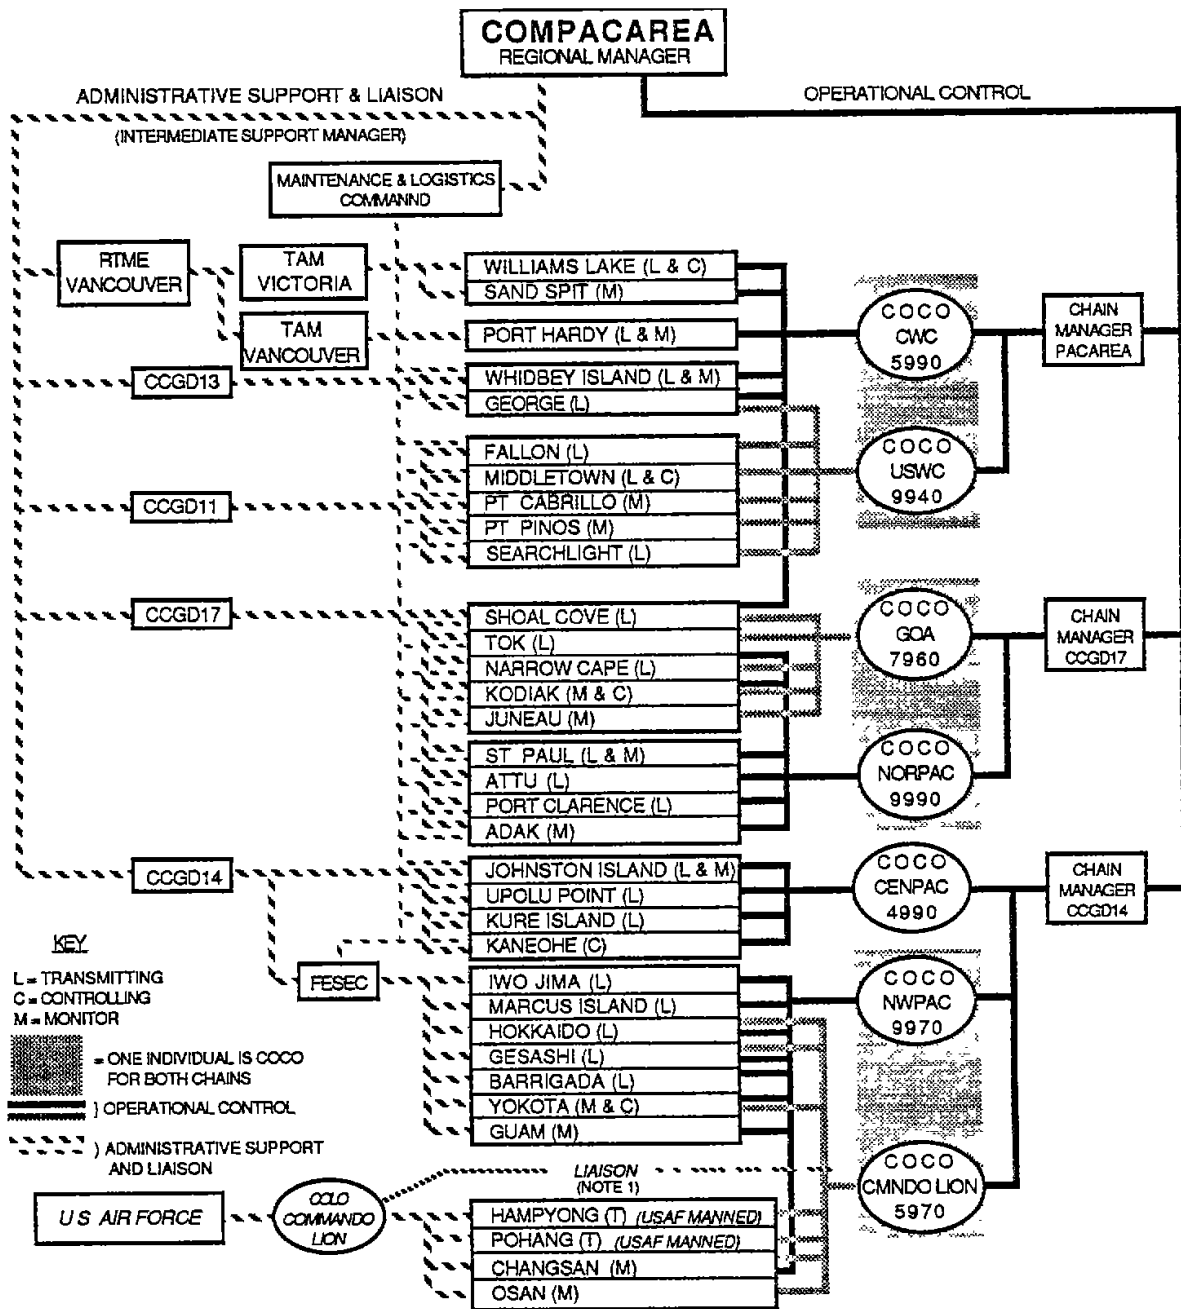 COMPACAREA
REGIONAL MANAGER
ADMINISTRATIVE SUPPORT & LIAISON
(INTERMEDIATE SUPPORT MANAGER)
OPERATIONAL CONTROL
MAINTENANCE & LOGISTICS
COMMANND
RTME
VANCOUVER
TAM
VICTORIA
TAM
VANCOUVER
WILLIAMS LAKE (L & C)
SAND SPIT (M)
PORT HARDY (L & M)
COCO
CWC
5990
CHAIN
MANAGER
PACAREA
CCGD13
WHIDBEY ISLAND (L & M)
GEORGE (L)
CCGD11
FALLON (L)
MIDDLETOWN (L & C)
PT CABRILLO (M)
PT PINOS (M)
SEARCHLIGHT (L)
COCO
USWC
9940
CCGD17
SHOAL COVE (L)
TOK (L)
NARROW CAPE (L)
KODIAK (M & C)
JUNEAU (M)
COCO
GOA
7960
CHAIN
MANAGER
CCGD17
ST PAUL (L & M)
ATTU (L)
PORT CLARENCE (L)
ADAK (M)
COCO
NORPAC
9990
CCGD14
JOHNSTON ISLAND (L & M)
UPOLU POINT (L)
KURE ISLAND (L)
KANEOHE (C)
COCO
CENPAC
4990
CHAIN
MANAGER
CCGD14
FESEC
IWO JIMA (L)
MARCUS ISLAND (L)
HOKKAIDO (L)
GESASHI (L)
BARRIGADA (L)
YOKOTA (M & C)
GUAM (M)
COCO
NWPAC
9970
KEY
L = TRANSMITTING
C = CONTROLLING
M = MONITOR
= ONE INDIVIDUAL IS COCO
FOR BOTH CHAINS
) OPERATIONAL CONTROL
) ADMINISTRATIVE SUPPORT
AND LIAISON
LIAISON
(NOTE 1)
COCO
CMNDO LION
5970
U S AIR FORCE
COLO
COMMANDO
LION
HAMPYONG (T) (USAF MANNED)
POHANG (T) (USAF MANNED)
CHANGSAN (M)
OSAN (M)